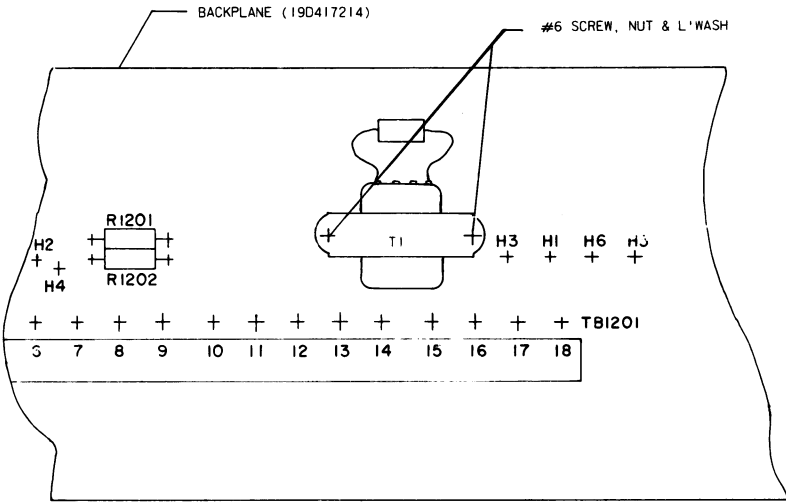 BACKPLANE (19D417214)
#6 SCREW, NUT & L'WASH
R1201
H2
T1
H3 H1 H6
H4
R1202
TB1201
7 8 9 10 11 12 13 14 15 16 17 18